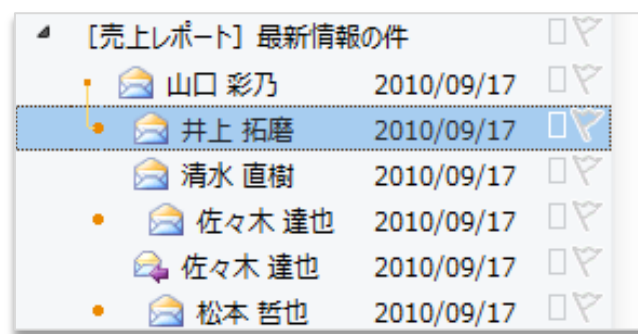 [売上レポート] 最新情報の件
山口 彩乃 2010/09/17
井上 拓磨 2010/09/17
清水 直樹 2010/09/17
佐々木 達也 2010/09/17
佐々木 達也 2010/09/17
松本 哲也 2010/09/17